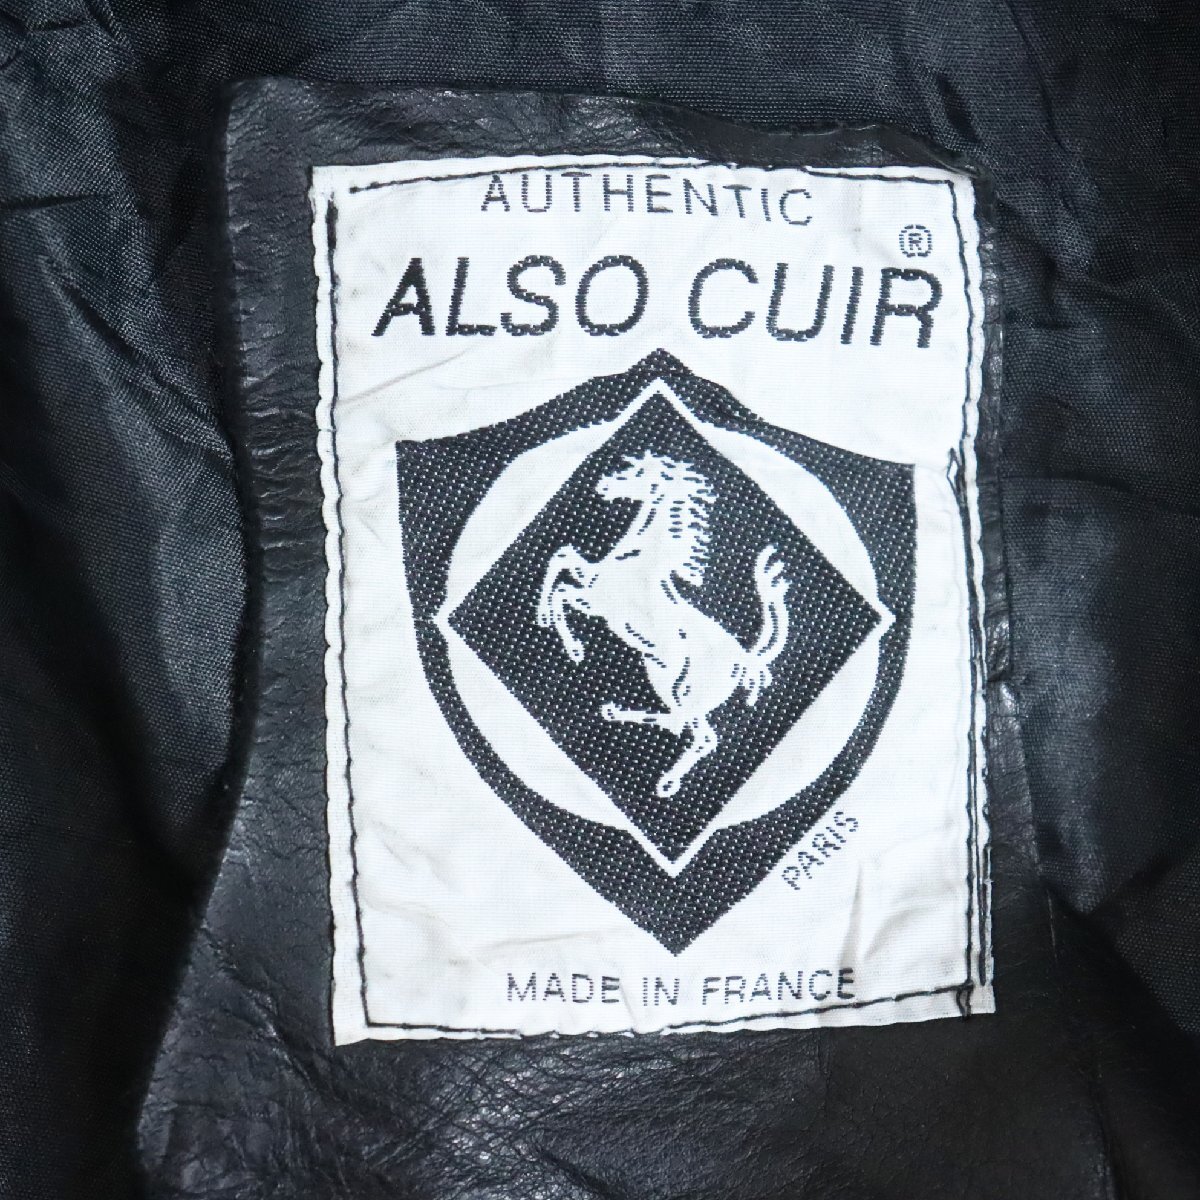 AUTHENTIC
ALSO CUIR®
PARIS
MADE IN FRANCE